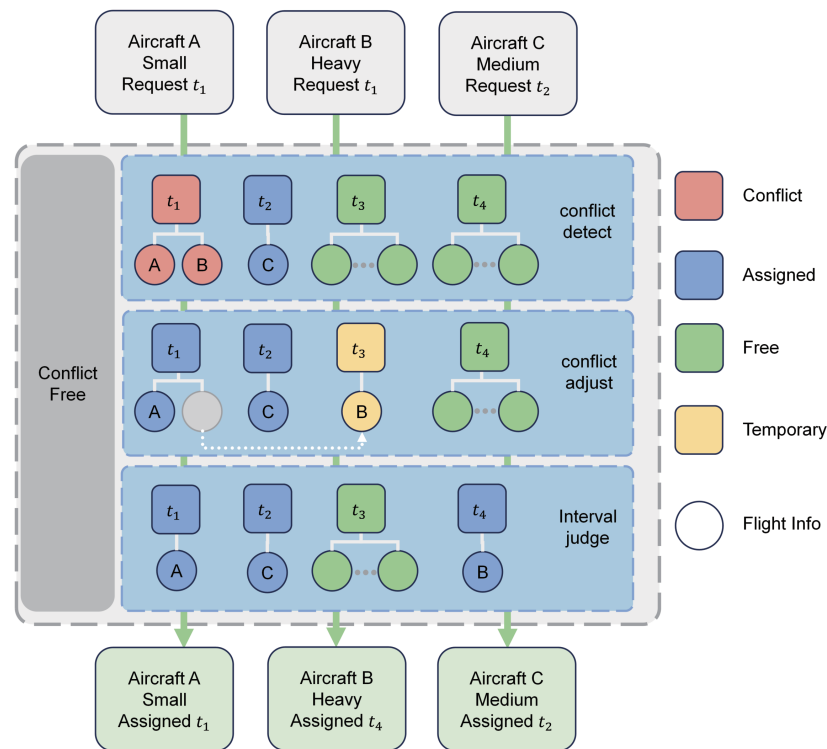 Aircraft A
Small
Request t₁
Aircraft B
Heavy
Request t₁
Aircraft C
Medium
Request t₂
Conflict
Free
t₁
t₂
t₃
t₄
conflict
detect
A
B
C
t₁
t₂
t₃
t₄
conflict
adjust
A
C
B
t₁
t₂
t₃
t₄
Interval
judge
A
C
B
Conflict
Assigned
Free
Temporary
Flight Info
Aircraft A
Small
Assigned t₁
Aircraft B
Heavy
Assigned t₄
Aircraft C
Medium
Assigned t₂